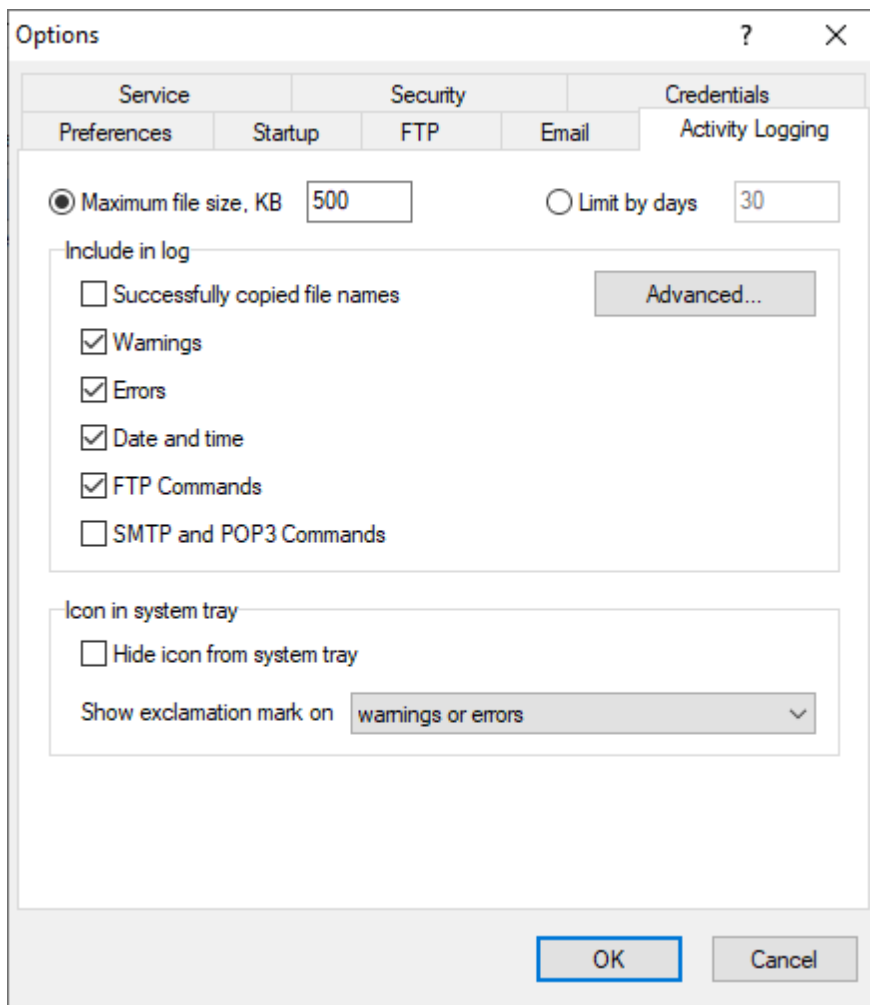 Options ?
Service Security Credentials
Preferences Startup FTP Email Activity Logging
Maximum file size, KB 500 Limit by days 30
Include in log
Successfully copied file names Advanced...
Warnings
Errors
Date and time
FTP Commands
SMTP and POP3 Commands
Icon in system tray
Hide icon from system tray
Show exclamation mark on warnings or errors
OK Cancel